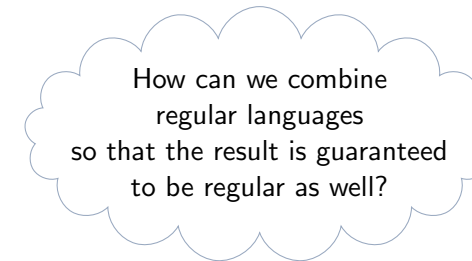 How can we combine
regular languages
so that the result is guaranteed
to be regular as well?